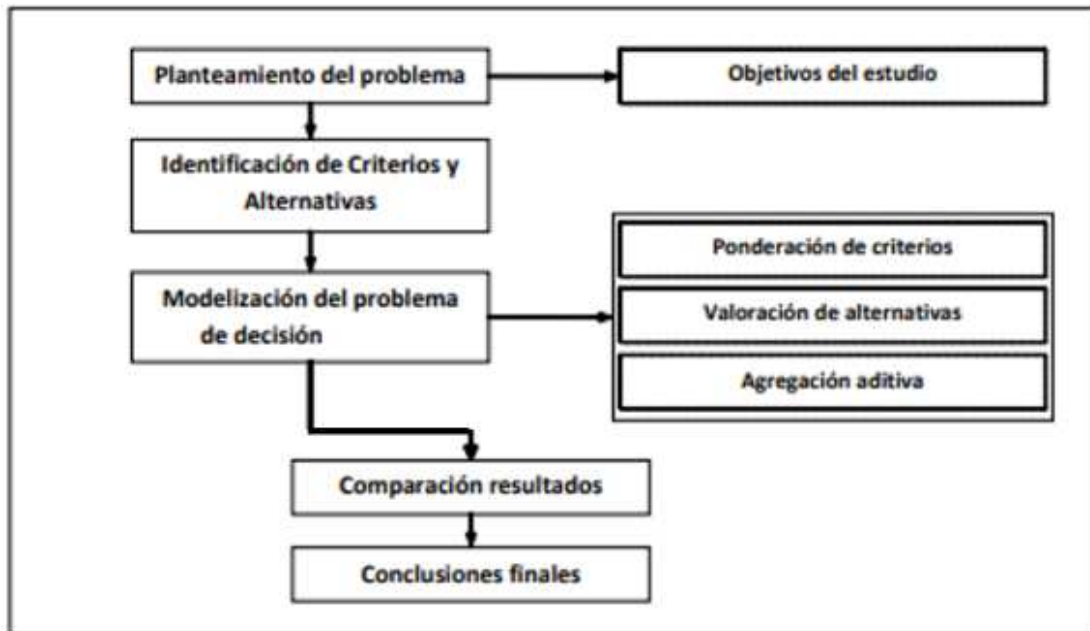 Planteamiento del problema
Objetivos del estudio
Identificación de Criterios y
Alternativas
Ponderación de criterios
Modelización del problema
de decisión
Valoración de alternativas
Agregación aditiva
Comparación resultados
Conclusiones finales